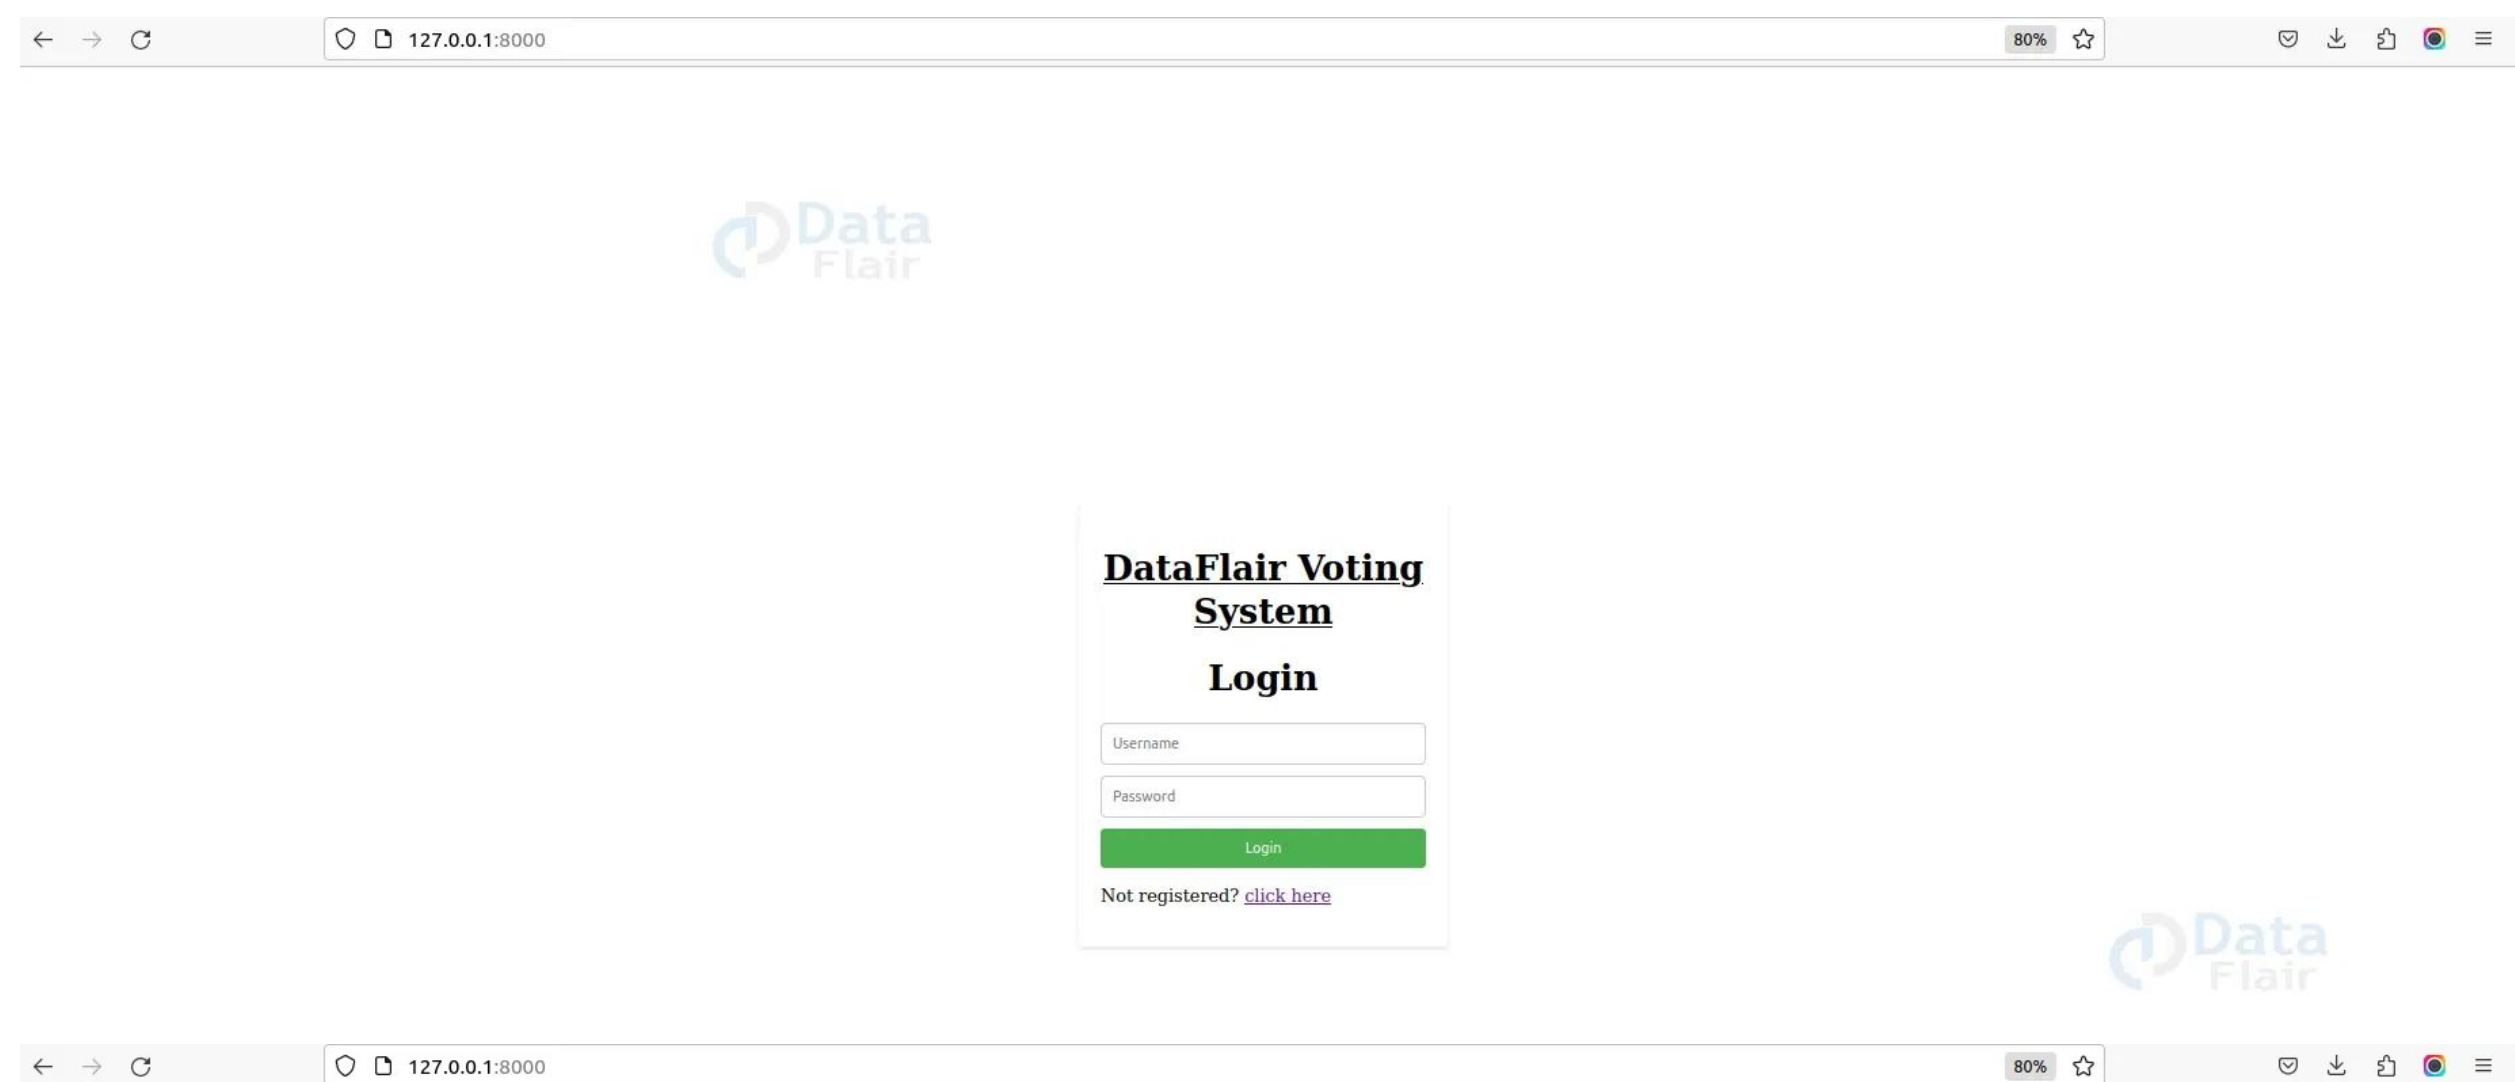 127.0.0.1:8000
80%
Data
Flair
DataFlair Voting
System
Login
Username
Password
Login
Not registered? click here
Data
Flair
127.0.0.1:8000
80%